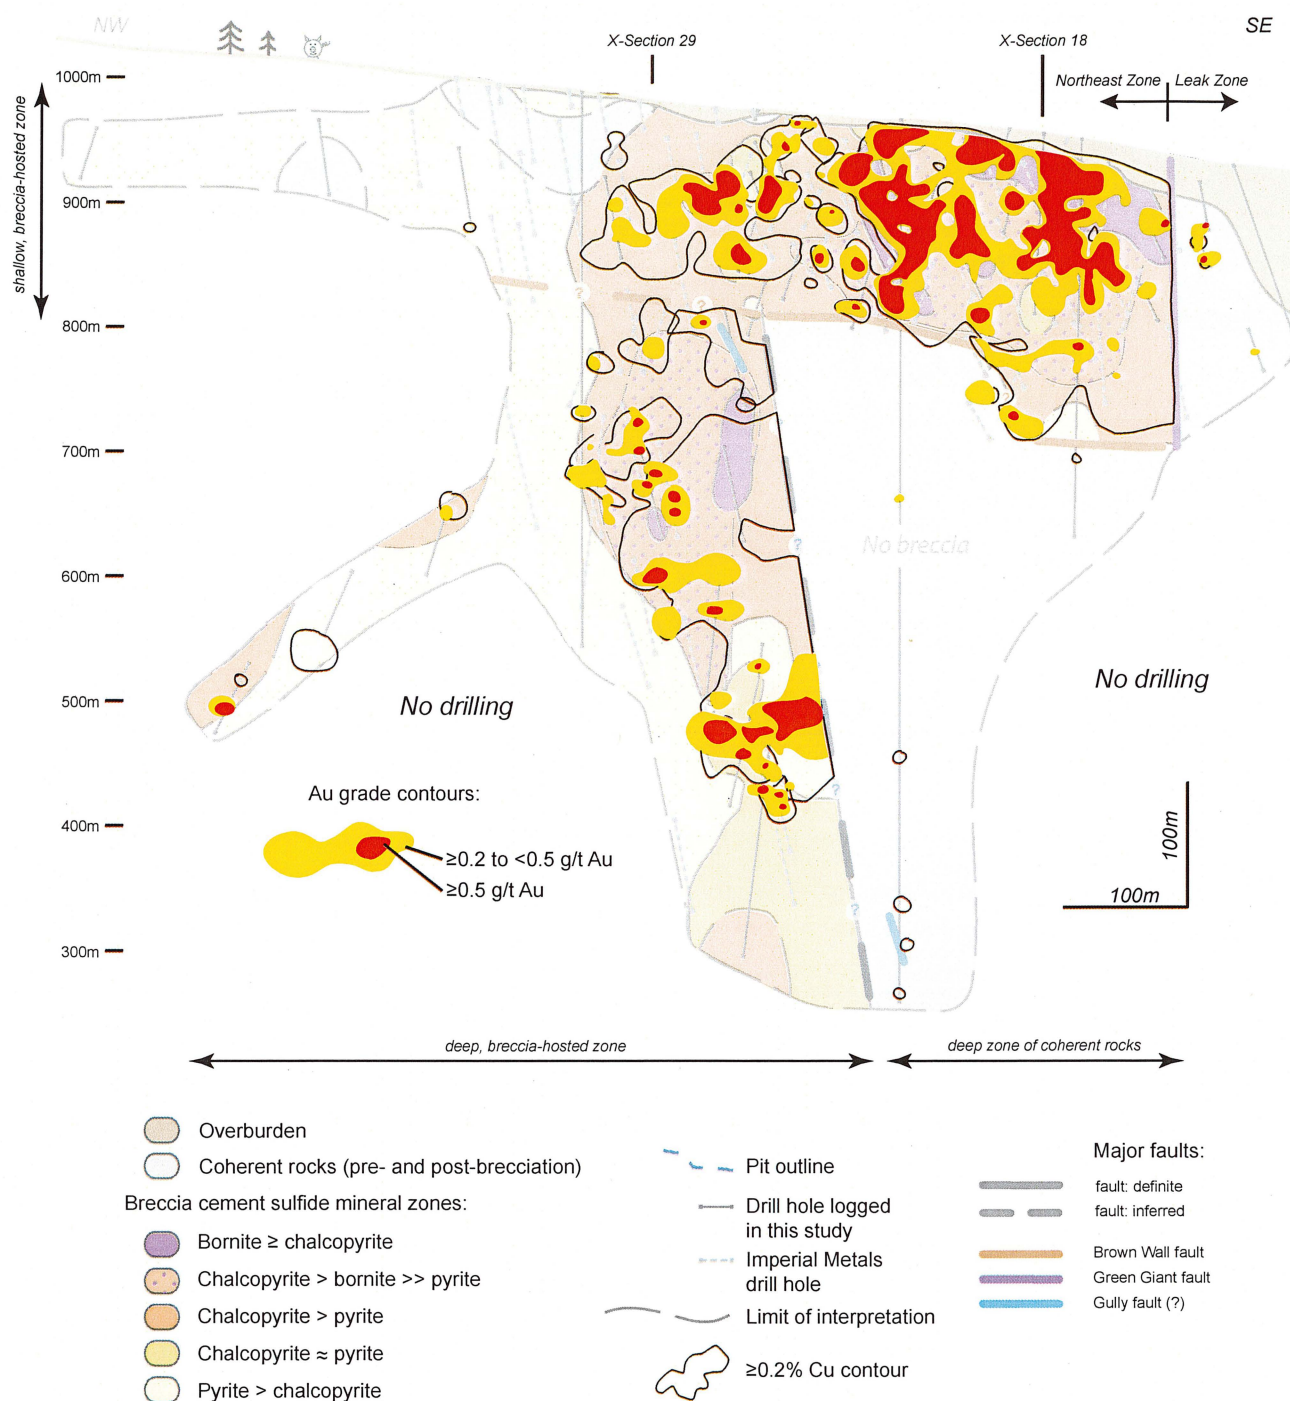 NW
SE
X-Section 29
X-Section 18
Northeast Zone
Leak Zone
shallow, breccia-hosted zone
1000m
900m
800m
700m
600m
500m
400m
300m
?
?
?
?
?
No breccia
No drilling
No drilling
Au grade contours:
≥0.2 to <0.5 g/t Au
≥0.5 g/t Au
100m
100m
deep, breccia-hosted zone
deep zone of coherent rocks
Overburden
Coherent rocks (pre- and post-brecciation)
Breccia cement sulfide mineral zones:
Bornite ≥ chalcopyrite
Chalcopyrite > bornite >> pyrite
Chalcopyrite > pyrite
Chalcopyrite ≈ pyrite
Pyrite > chalcopyrite
Pit outline
Drill hole logged
in this study
Imperial Metals
drill hole
Limit of interpretation
≥0.2% Cu contour
Major faults:
fault: definite
fault: inferred
Brown Wall fault
Green Giant fault
Gully fault (?)